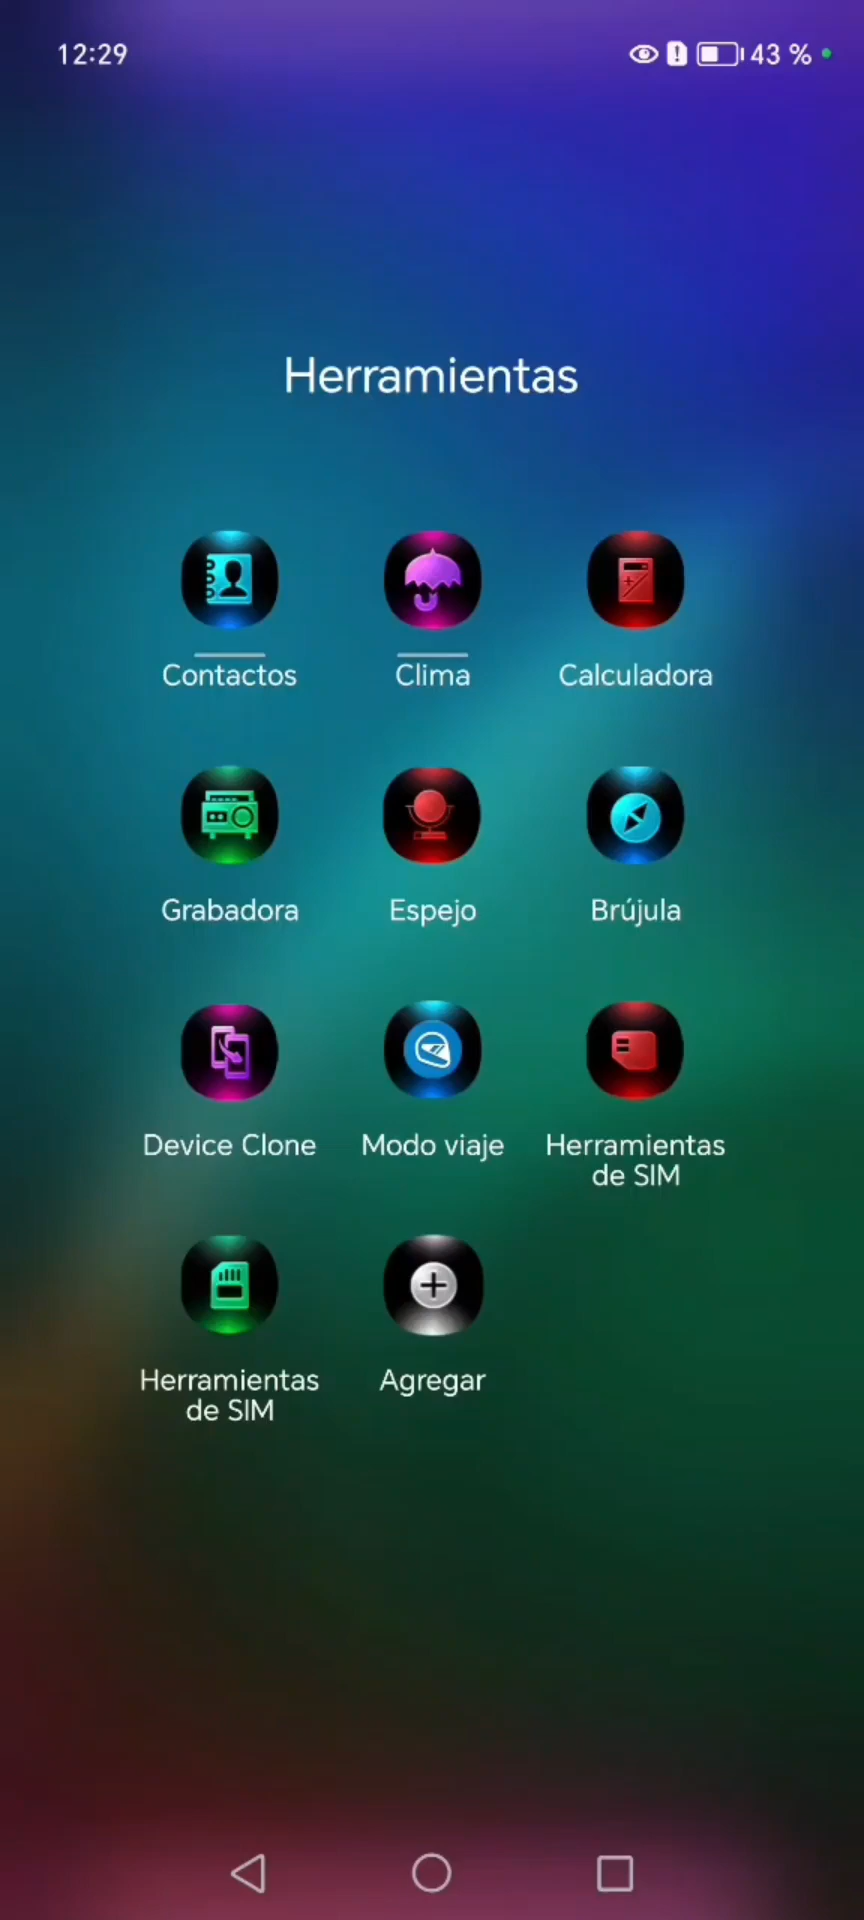 12:29
43 %
Herramientas
Contactos
Clima
Calculadora
Grabadora
Espejo
Brújula
Device Clone
Modo viaje
Herramientas
de SIM
Herramientas
de SIM
Agregar